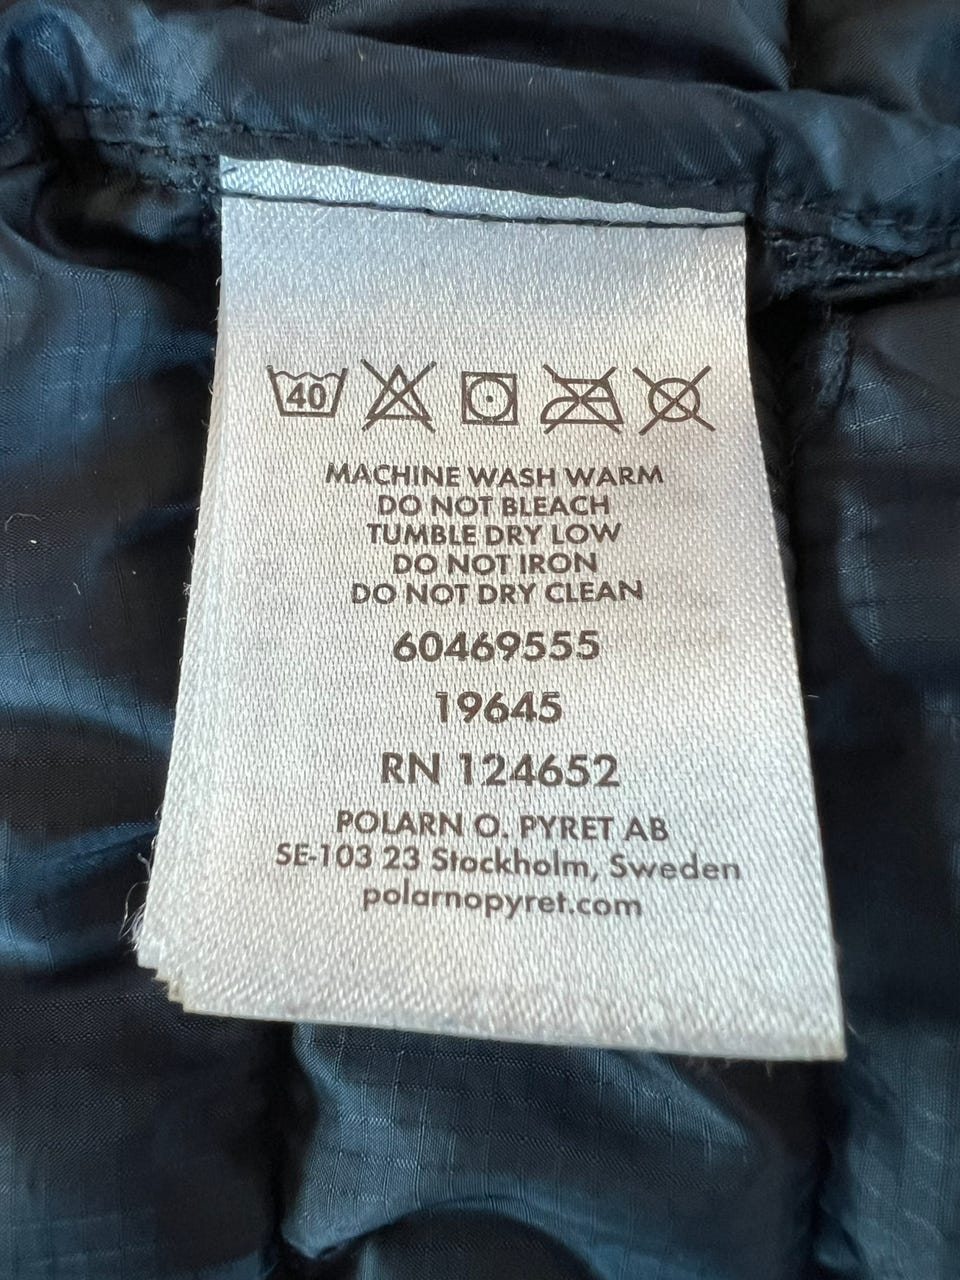 40
MACHINE WASH WARM
DO NOT BLEACH
TUMBLE DRY LOW
DO NOT IRON
DO NOT DRY CLEAN
60469555
19645
RN 124652
POLARN O. PYRET AB
SE-103 23 Stockholm, Sweden
polarnopyret.com